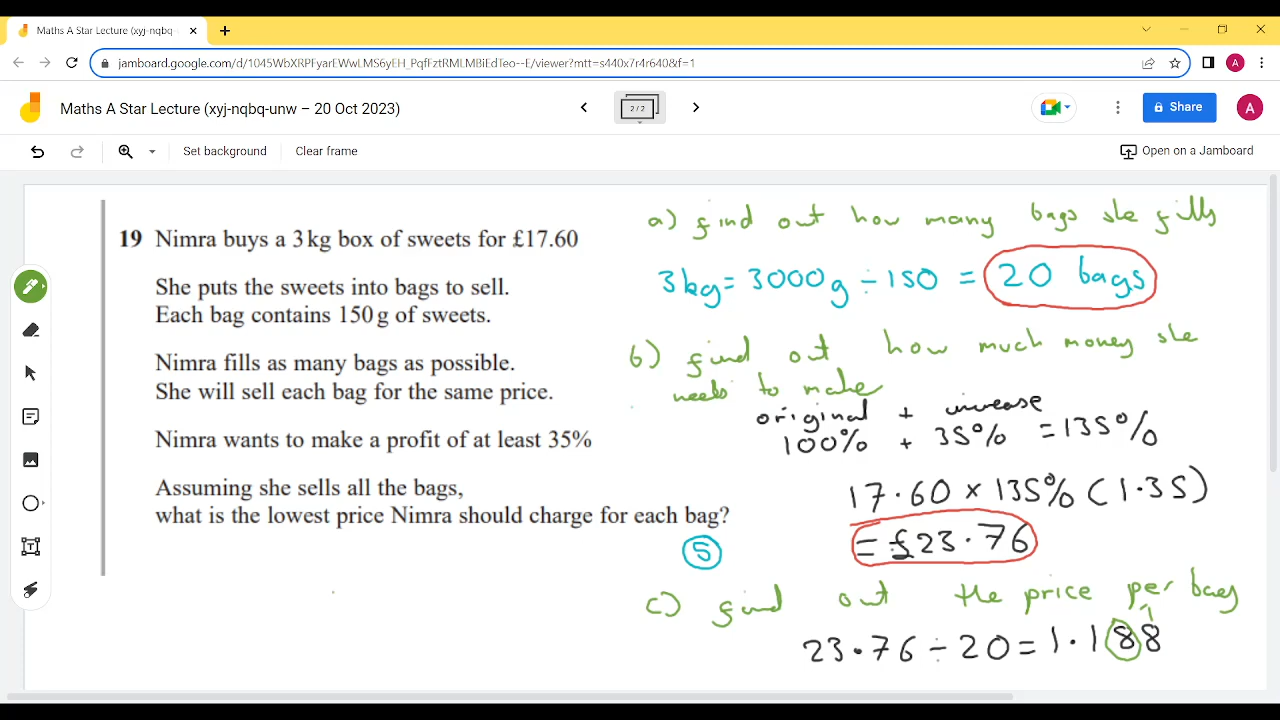 Maths A Star Lecture (xyj-nqbq-
jamboard.google.com/d/1045WbXRPFyarEWwLMS6yEH_PqfFztRMLMBiEdTeo--E/viewer?mtt=s440x7r4r640&f=1
A
Maths A Star Lecture (xyj-nqbq-unw – 20 Oct 2023)
2/2
Share
A
Set background
Clear frame
Open on a Jamboard
19 Nimra buys a 3 kg box of sweets for £17.60
She puts the sweets into bags to sell.
Each bag contains 150 g of sweets.
Nimra fills as many bags as possible.
She will sell each bag for the same price.
Nimra wants to make a profit of at least 35%
Assuming she sells all the bags,
what is the lowest price Nimra should charge for each bag?
5
a) find out how many bags she fills
3kg = 3000g ÷ 150 = 20 bags
b) find out how much money she
needs to make
original + increase
100% + 35% = 135%
17.60 × 135% (1.35)
= £23.76
c) find out the price per bag
23.76 ÷ 20 = 1.188